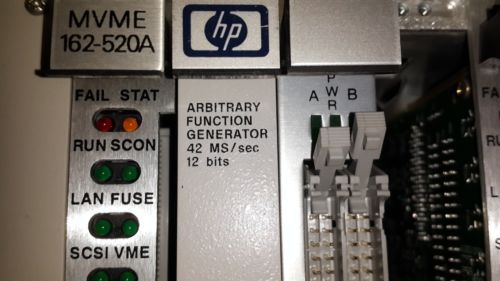 MVME
162-520A
FAIL STAT
RUN SCON
LAN FUSE
SCSI VME
hp
ARBITRARY
FUNCTION
GENERATOR
42 MS/sec
12 bits
PWR
A B